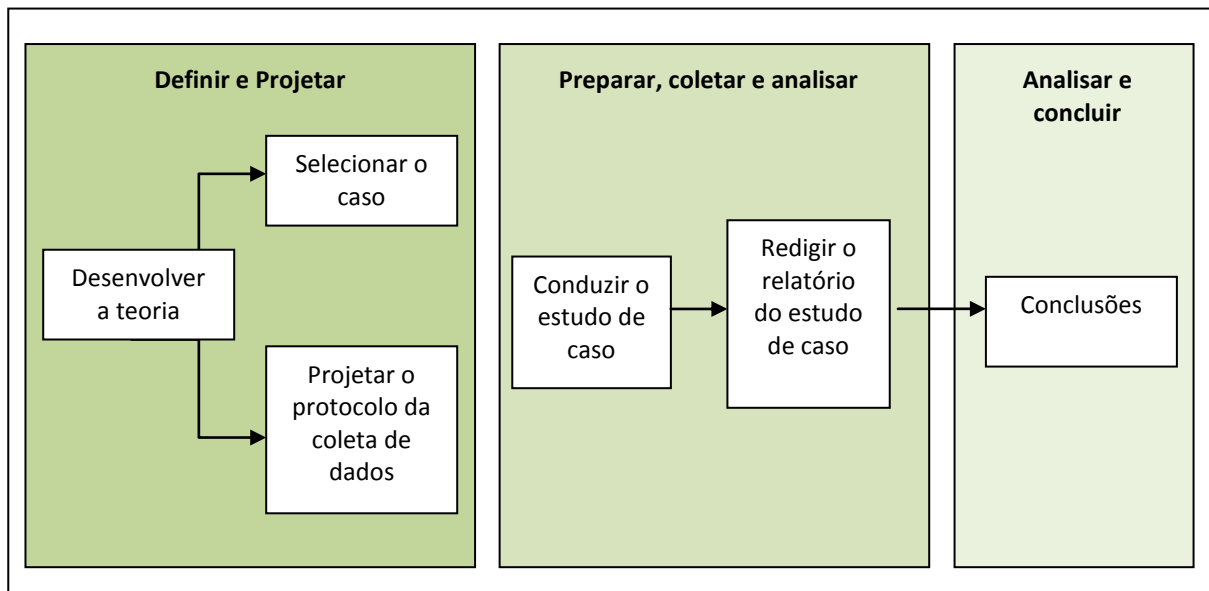 Definir e Projetar
Selecionar o
caso
Desenvolver
a teoria
Projetar o
protocolo da
coleta de
dados
Preparar, coletar e analisar
Conduzir o
estudo de
caso
Redigir o
relatório
do estudo
de caso
Analisar e
concluir
Conclusões